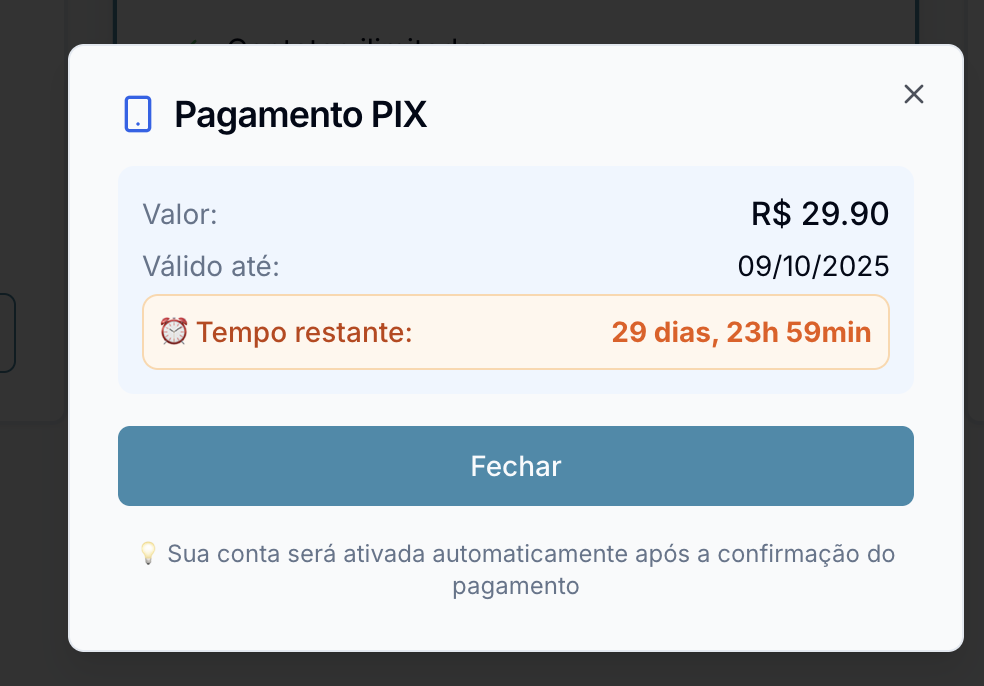 Pagamento PIX
Valor: R$ 29.90
Válido até: 09/10/2025
⏰ Tempo restante: 29 dias, 23h 59min
Fechar
💡 Sua conta será ativada automaticamente após a confirmação do
pagamento